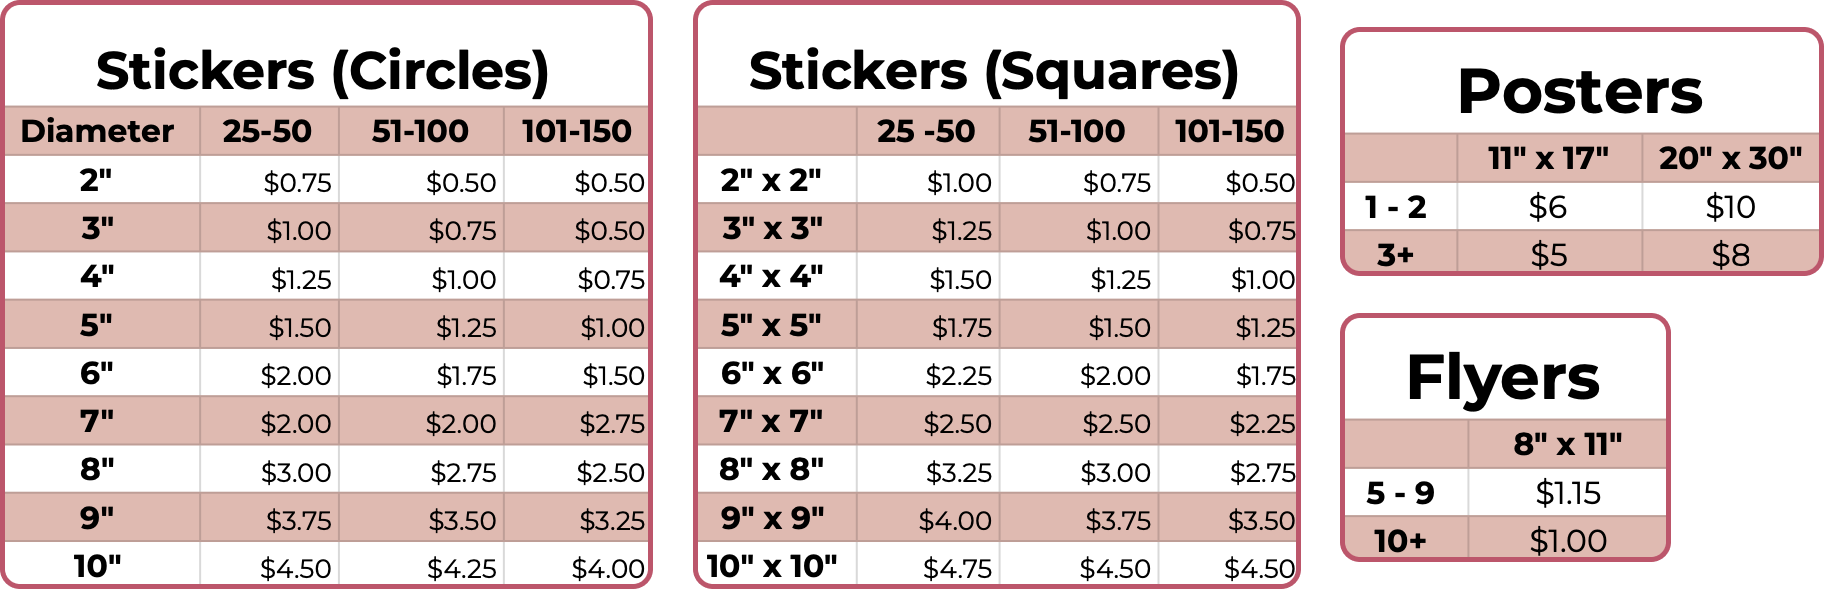 Stickers (Circles)
Diameter 25-50 51-100 101-150
2" $0.75 $0.50 $0.50
3" $1.00 $0.75 $0.50
4" $1.25 $1.00 $0.75
5" $1.50 $1.25 $1.00
6" $2.00 $1.75 $1.50
7" $2.00 $2.00 $2.75
8" $3.00 $2.75 $2.50
9" $3.75 $3.50 $3.25
10" $4.50 $4.25 $4.00
Stickers (Squares)
25 -50 51-100 101-150
2" x 2" $1.00 $0.75 $0.50
3" x 3" $1.25 $1.00 $0.75
4" x 4" $1.50 $1.25 $1.00
5" x 5" $1.75 $1.50 $1.25
6" x 6" $2.25 $2.00 $1.75
7" x 7" $2.50 $2.50 $2.25
8" x 8" $3.25 $3.00 $2.75
9" x 9" $4.00 $3.75 $3.50
10" x 10" $4.75 $4.50 $4.50
Posters
11" x 17" 20" x 30"
1 - 2 $6 $10
3+ $5 $8
Flyers
8" x 11"
5 - 9 $1.15
10+ $1.00